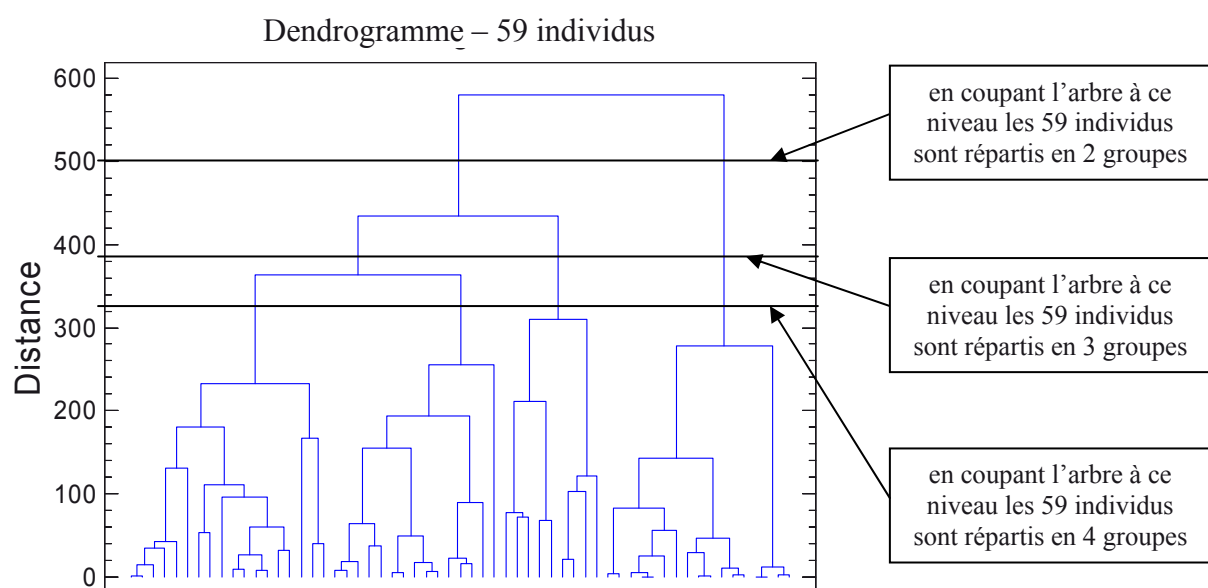 Dendrogramme – 59 individus
600
500
400
300
200
100
0
Distance
en coupant l’arbre à ce
niveau les 59 individus
sont répartis en 2 groupes
en coupant l’arbre à ce
niveau les 59 individus
sont répartis en 3 groupes
en coupant l’arbre à ce
niveau les 59 individus
sont répartis en 4 groupes